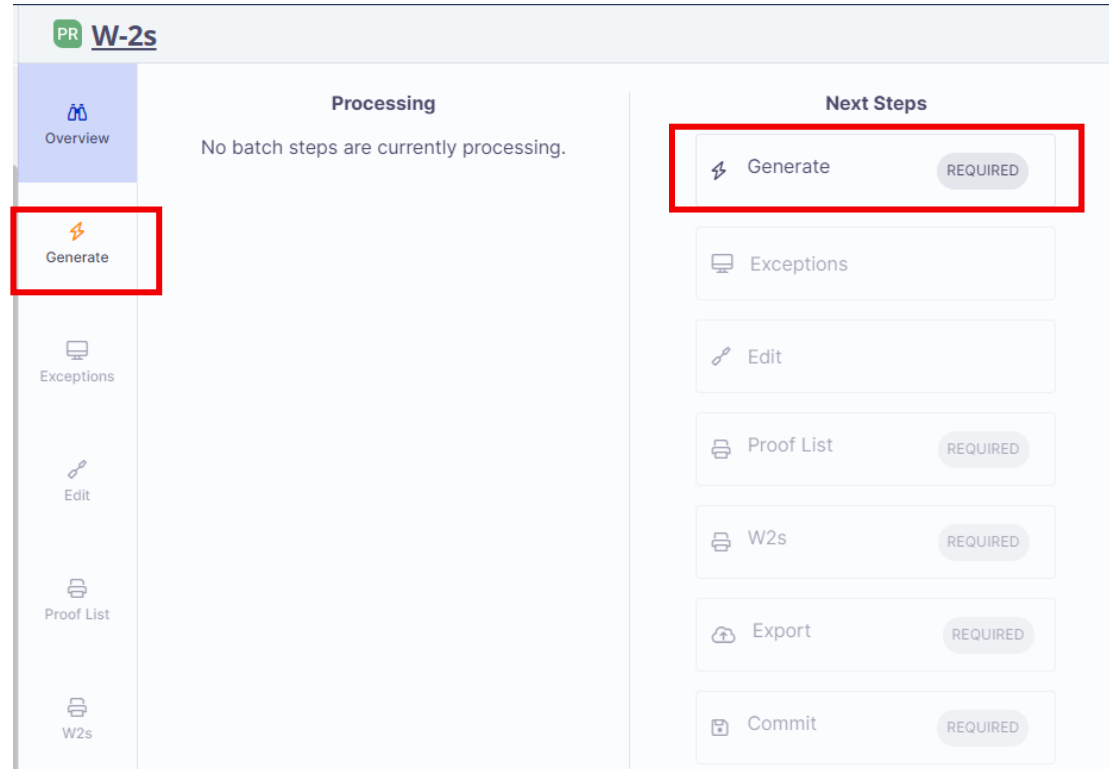 PR W-2s
Overview
Generate
Exceptions
Edit
Proof List
W2s
Processing
No batch steps are currently processing.
Next Steps
Generate REQUIRED
Exceptions
Edit
Proof List REQUIRED
W2s REQUIRED
Export REQUIRED
Commit REQUIRED